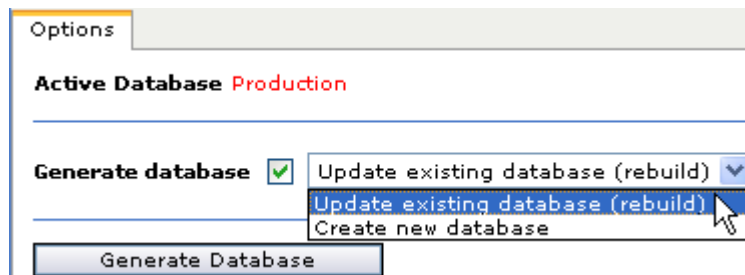 Options
Active Database Production
Generate database Update existing database (rebuild)
Update existing database (rebuild)
Create new database
Generate Database